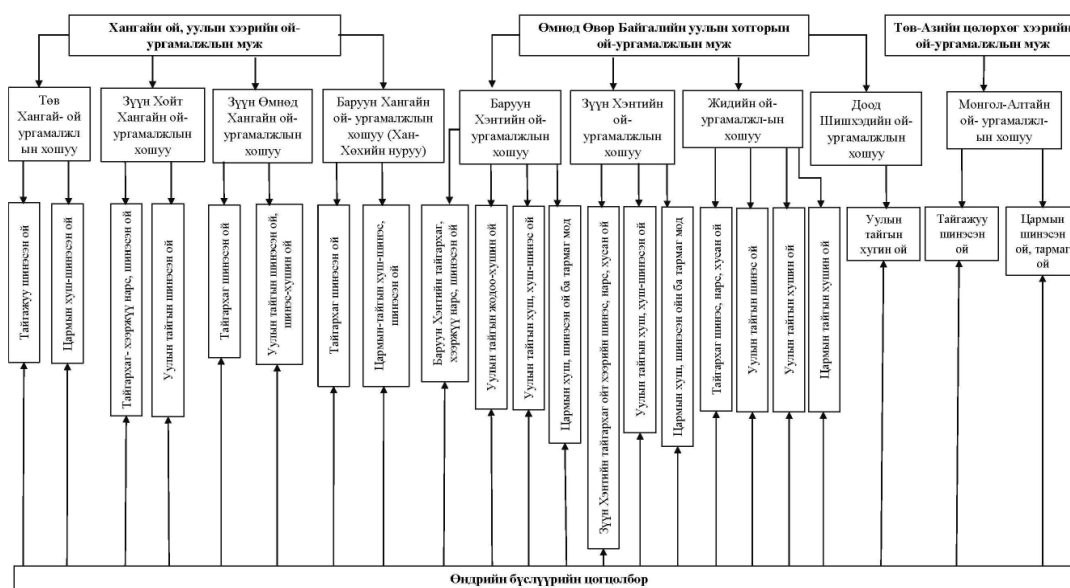 Хангайн ой, уулын хээрийн ой-
ургамалжлын муж
Өмнөд Өвөр Байгалийн уулын хотгорын
ой-ургамалжлын муж
Төв-Азийн цөлөрхөг хээрийн
ой-ургамалжлын муж
Төв
Хангай- ой
ургамалжл
ын хошуу
Зүүн Хойт
Хангайн ой-
ургамалжлын
хошуу
Зүүн Өмнөд
Хангайн ой-
ургамалжлын
хошуу
Баруун Хангайн
ой- ургамалжлын
хошуу (Хан-
Хөхийн нуруу)
Баруун
Хэнтийн ой-
ургамалжлын
хошуу
Зүүн Хэнтийн
ой-
ургамалжлын
хошуу
Жидийн ой-
ургамалжл-ын
хошуу
Доод
Шишхэдийн ой-
ургамалжлын
хошуу
Монгол-Алтайн
ой- ургамалжл-
ын хошуу
Тайгажуу шинэсэн ой
Цармын хуш-шинэсэн ой
Тайгархаг- хээржүү нарс, шинэсэн ой
Уулын тайгын шинэсэн ой
Тайгархаг шинэсэн ой
Уулын тайгын шинэсэн ой,
шинэс-хушин ой
Тайгархаг шинэсэн ой
Цармын-тайгын хуш-шинэс,
шинэсэн ой
Баруун Хэнтийн тайгархаг,
хээржүү нарс, шинэсэн ой
Уулын тайгын жодоо-хушин ой
Уулын тайгын хуш, хуш-шинэс ой
Цармын хуш, шинэсэн ой ба тармаг мод
Зүүн Хэнтийн тайгархаг ойт хээрийн шинэс, нарс, хусан ой
Уулын тайгын хуш, хуш-шинэсэн ой
Цармын хуш, шинэсэн ойн ба тармаг мод
Тайгархаг шинэс, нарс, хусан ой
Уулын тайгын шинэс ой
Уулын тайгын хушин ой
Цармын тайгын хушин ой
Уулын
тайгын
хугин ой
Тайгажуу
шинэсэн
ой
Цармын
шинэсэн
ой, тармаг
ой
Өндрийн бүслүүрийн цогцолбор